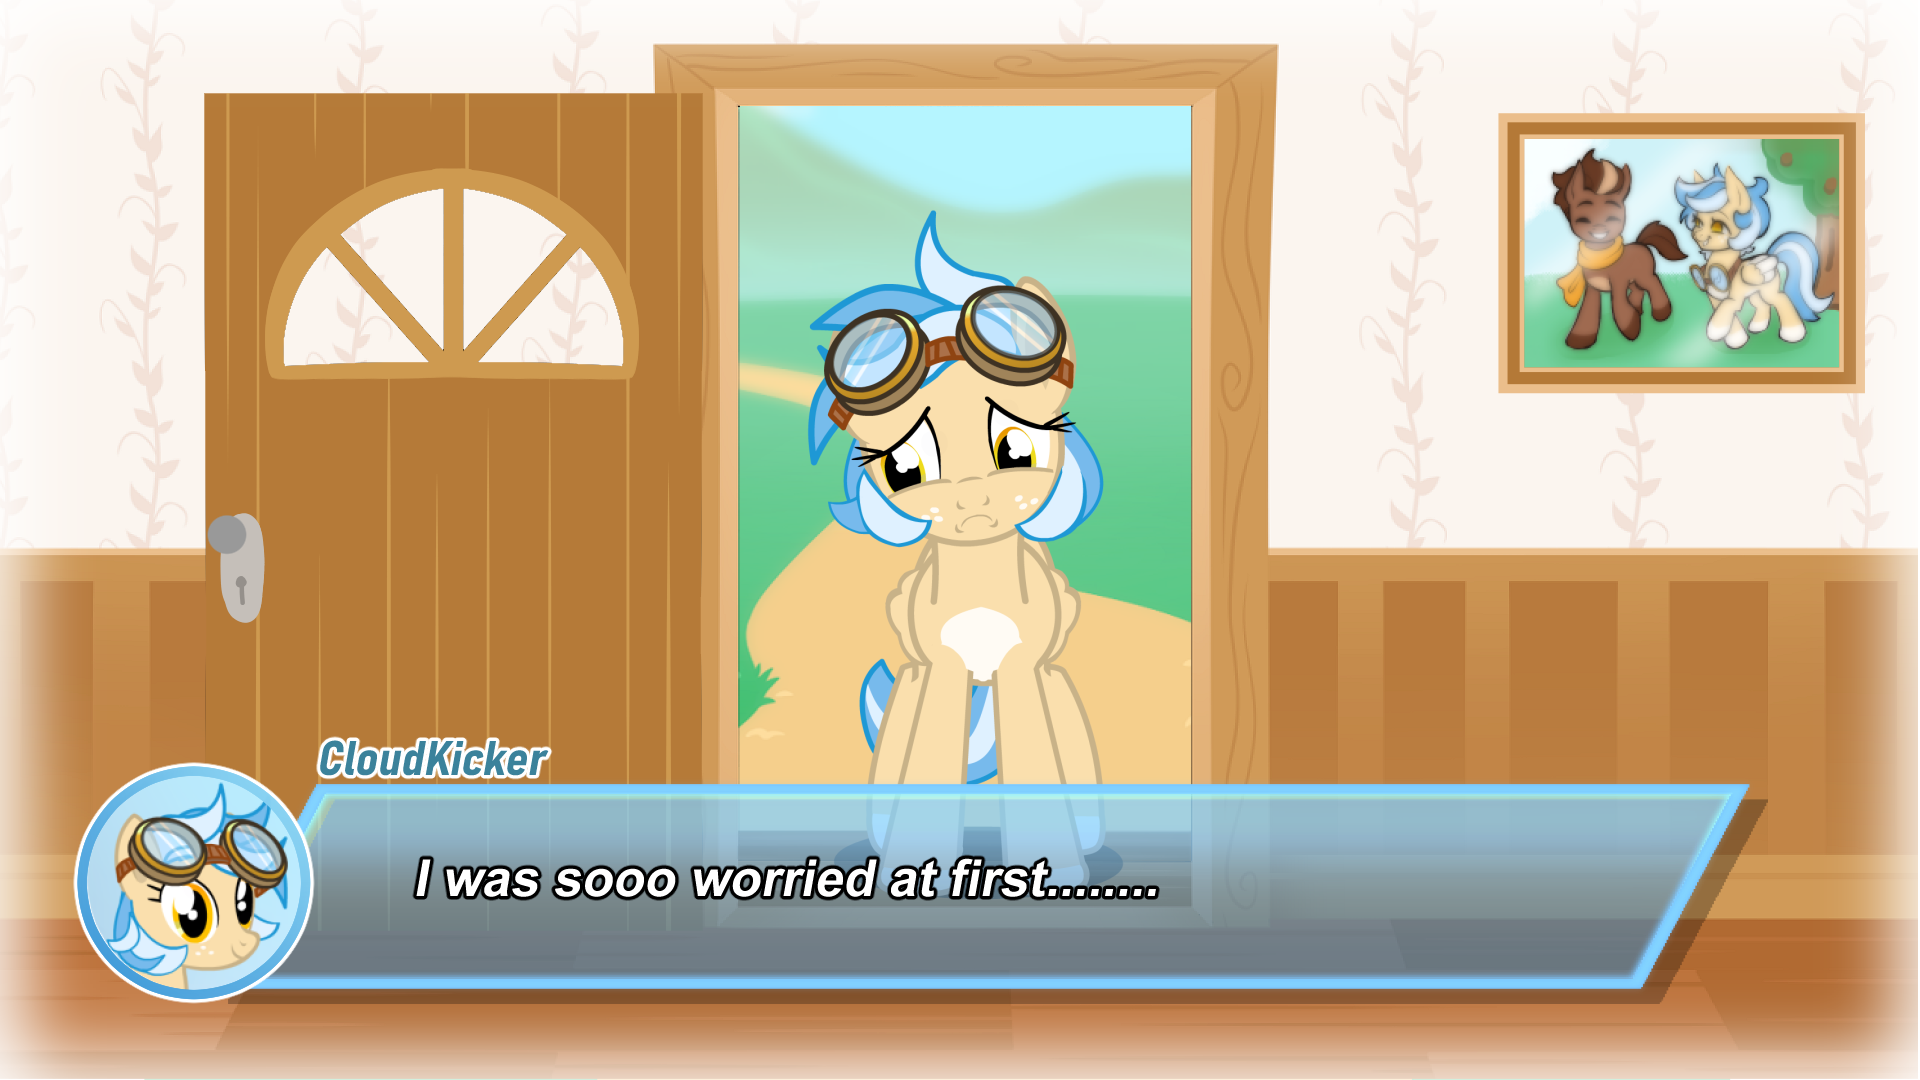 CloudKicker
I was sooo worried at first........